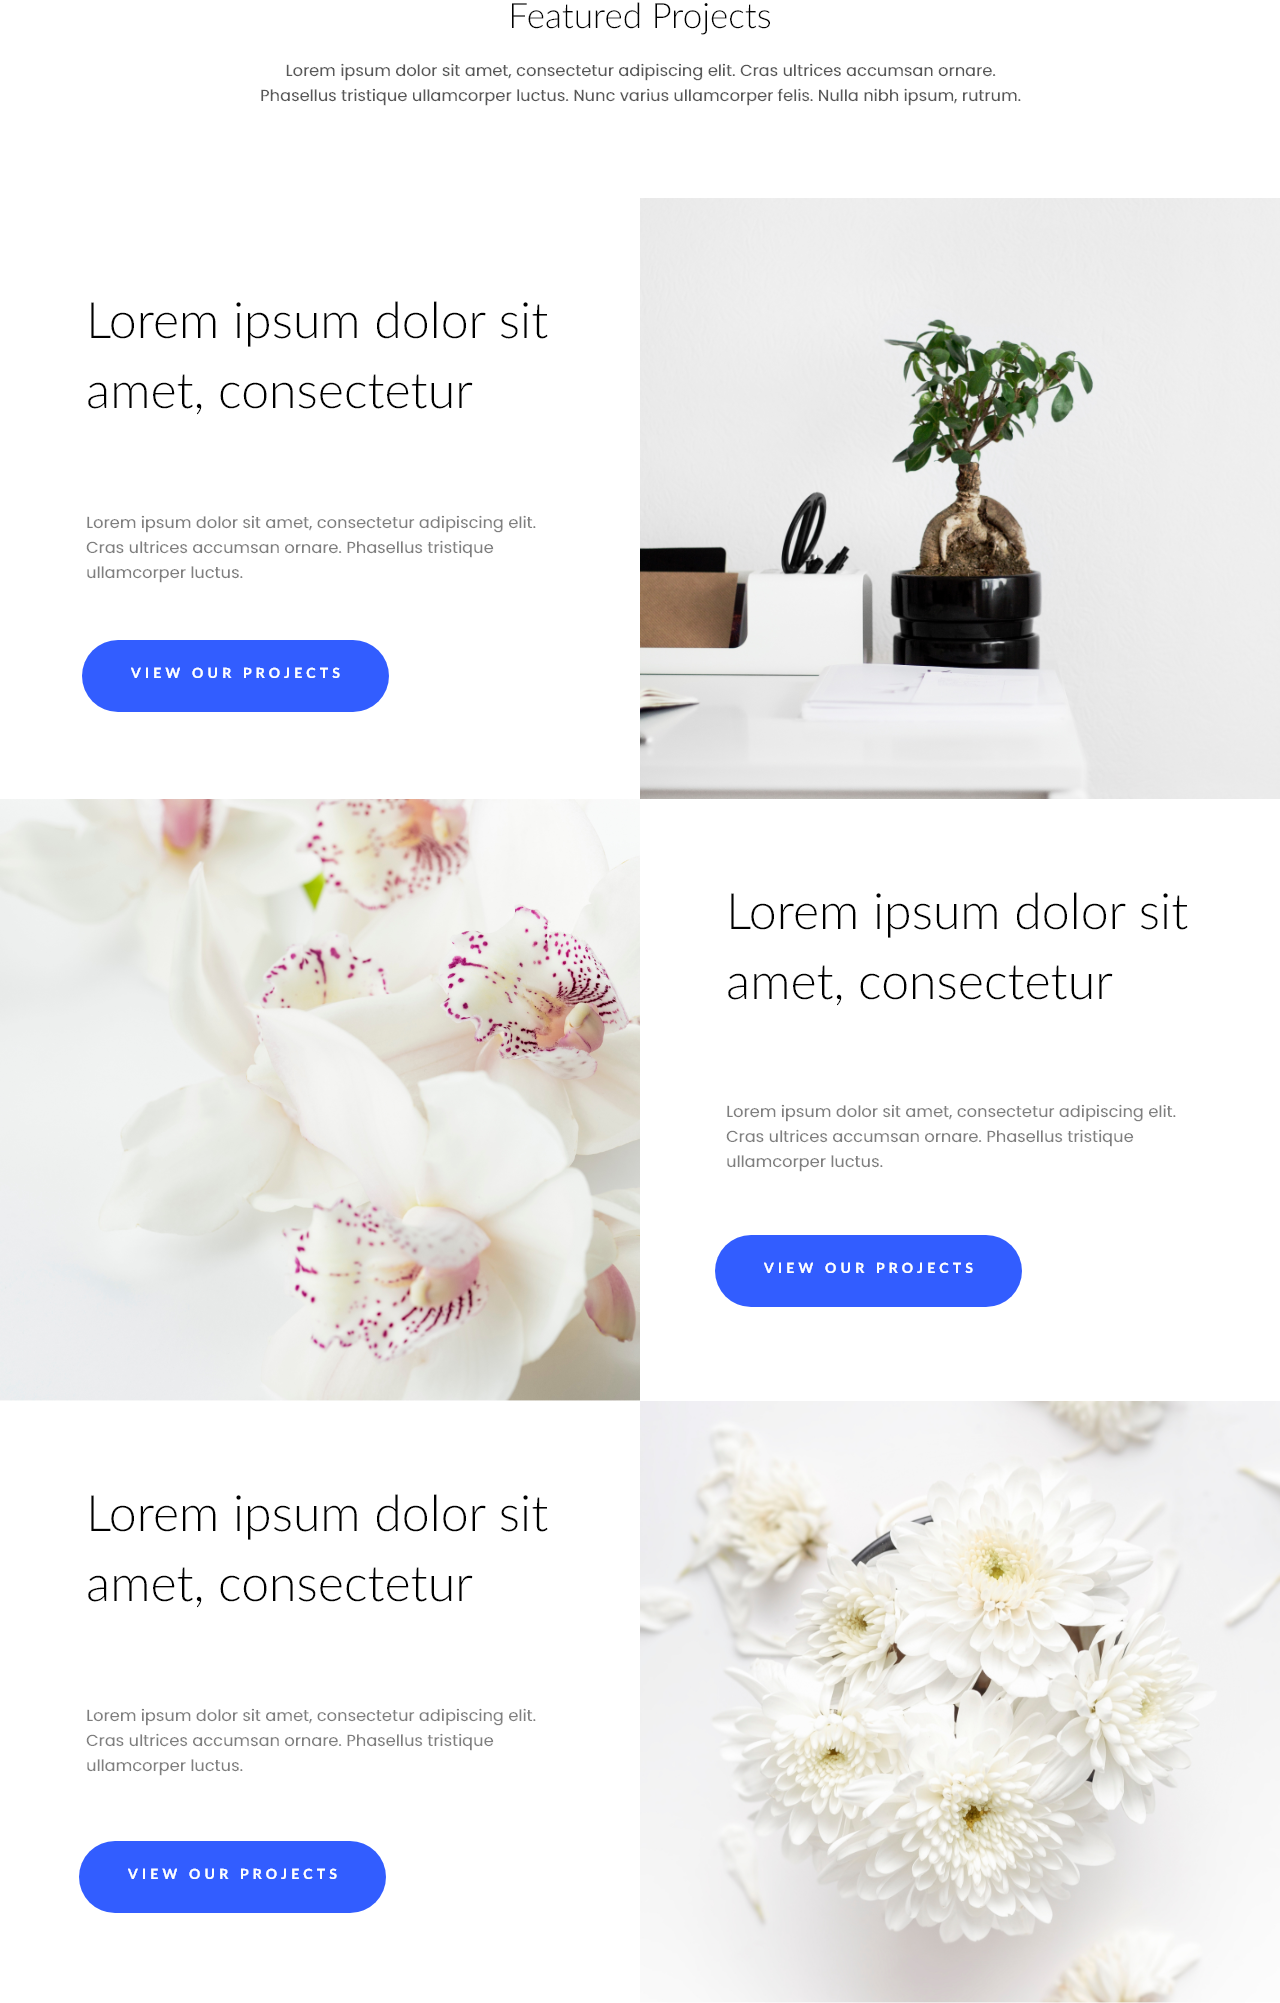 Featured Projects
Lorem ipsum dolor sit amet, consectetur adipiscing elit. Cras ultrices accumsan ornare.
Phasellus tristique ullamcorper luctus. Nunc varius ullamcorper felis. Nulla nibh ipsum, rutrum.
Lorem ipsum dolor sit
amet, consectetur
Lorem ipsum dolor sit amet, consectetur adipiscing elit.
Cras ultrices accumsan ornare. Phasellus tristique
ullamcorper luctus.
VIEW OUR PROJECTS
Lorem ipsum dolor sit
amet, consectetur
Lorem ipsum dolor sit amet, consectetur adipiscing elit.
Cras ultrices accumsan ornare. Phasellus tristique
ullamcorper luctus.
VIEW OUR PROJECTS
Lorem ipsum dolor sit
amet, consectetur
Lorem ipsum dolor sit amet, consectetur adipiscing elit.
Cras ultrices accumsan ornare. Phasellus tristique
ullamcorper luctus.
VIEW OUR PROJECTS